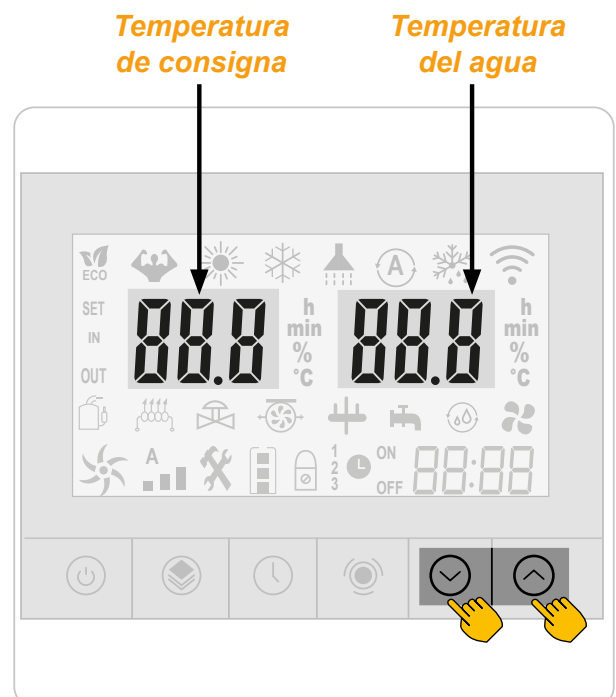 Temperatura
de consigna
Temperatura
del agua
ECO
A
SET
IN
OUT
88.8
h
min
%
°C
88.8
h
min
%
°C
A
1
2
3
ON
OFF
88:88